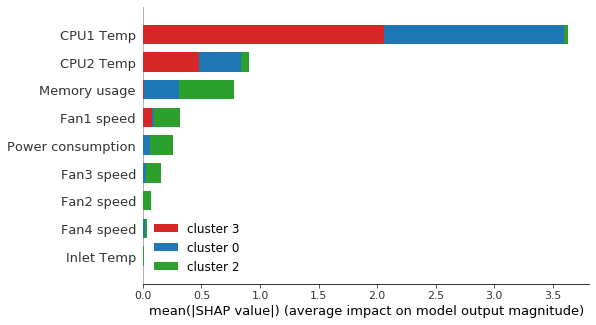 CPU1 Temp
CPU2 Temp
Memory usage
Fan1 speed
Power consumption
Fan3 speed
Fan2 speed
Fan4 speed
Inlet Temp
cluster 3
cluster 0
cluster 2
0.0 0.5 1.0 1.5 2.0 2.5 3.0 3.5
mean(|SHAP value|) (average impact on model output magnitude)